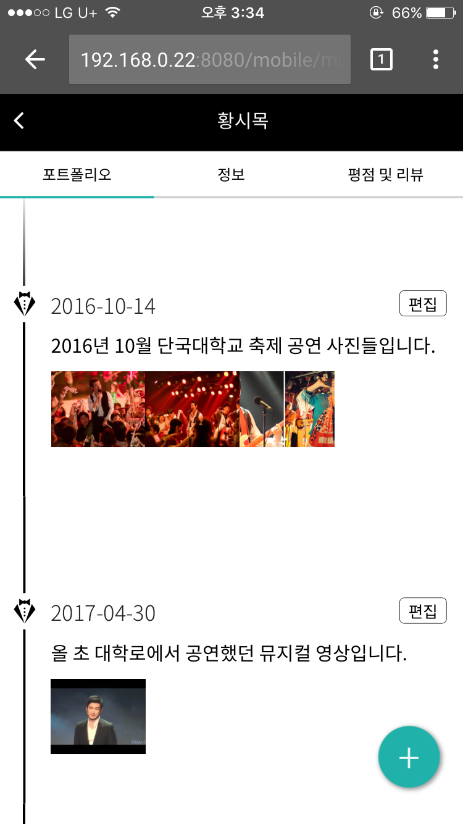 LG U+ 오후 3:34 66%
192.168.0.22:8080/mobile/m
1
황시목
포트폴리오 정보 평점 및 리뷰
2016-10-14 편집
2016년 10월 단국대학교 축제 공연 사진들입니다.
2017-04-30 편집
올 초 대학로에서 공연했던 뮤지컬 영상입니다.